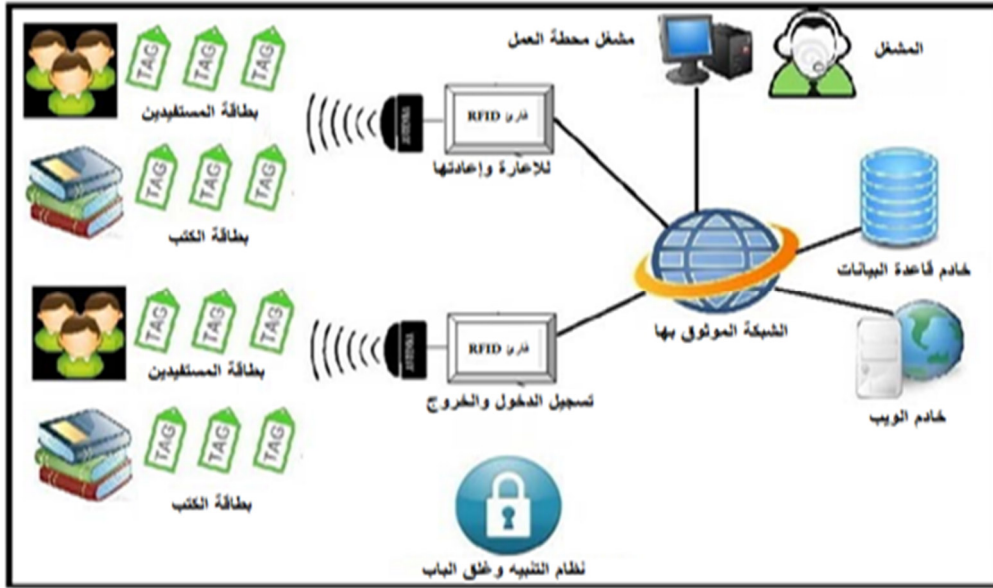 TAG TAG TAG
بطاقة المستفيدين
TAG TAG TAG
بطاقة الكتب
قارئ RFID
للإعارة وإعادتها
مشغل محطة العمل
المشغل
خادم قاعدة البيانات
الشبكة الموثوق بها
خادم الويب
TAG TAG TAG
بطاقة المستفيدين
TAG TAG TAG
بطاقة الكتب
قارئ RFID
تسجيل الدخول والخروج
نظام التنبيه وغلق الباب